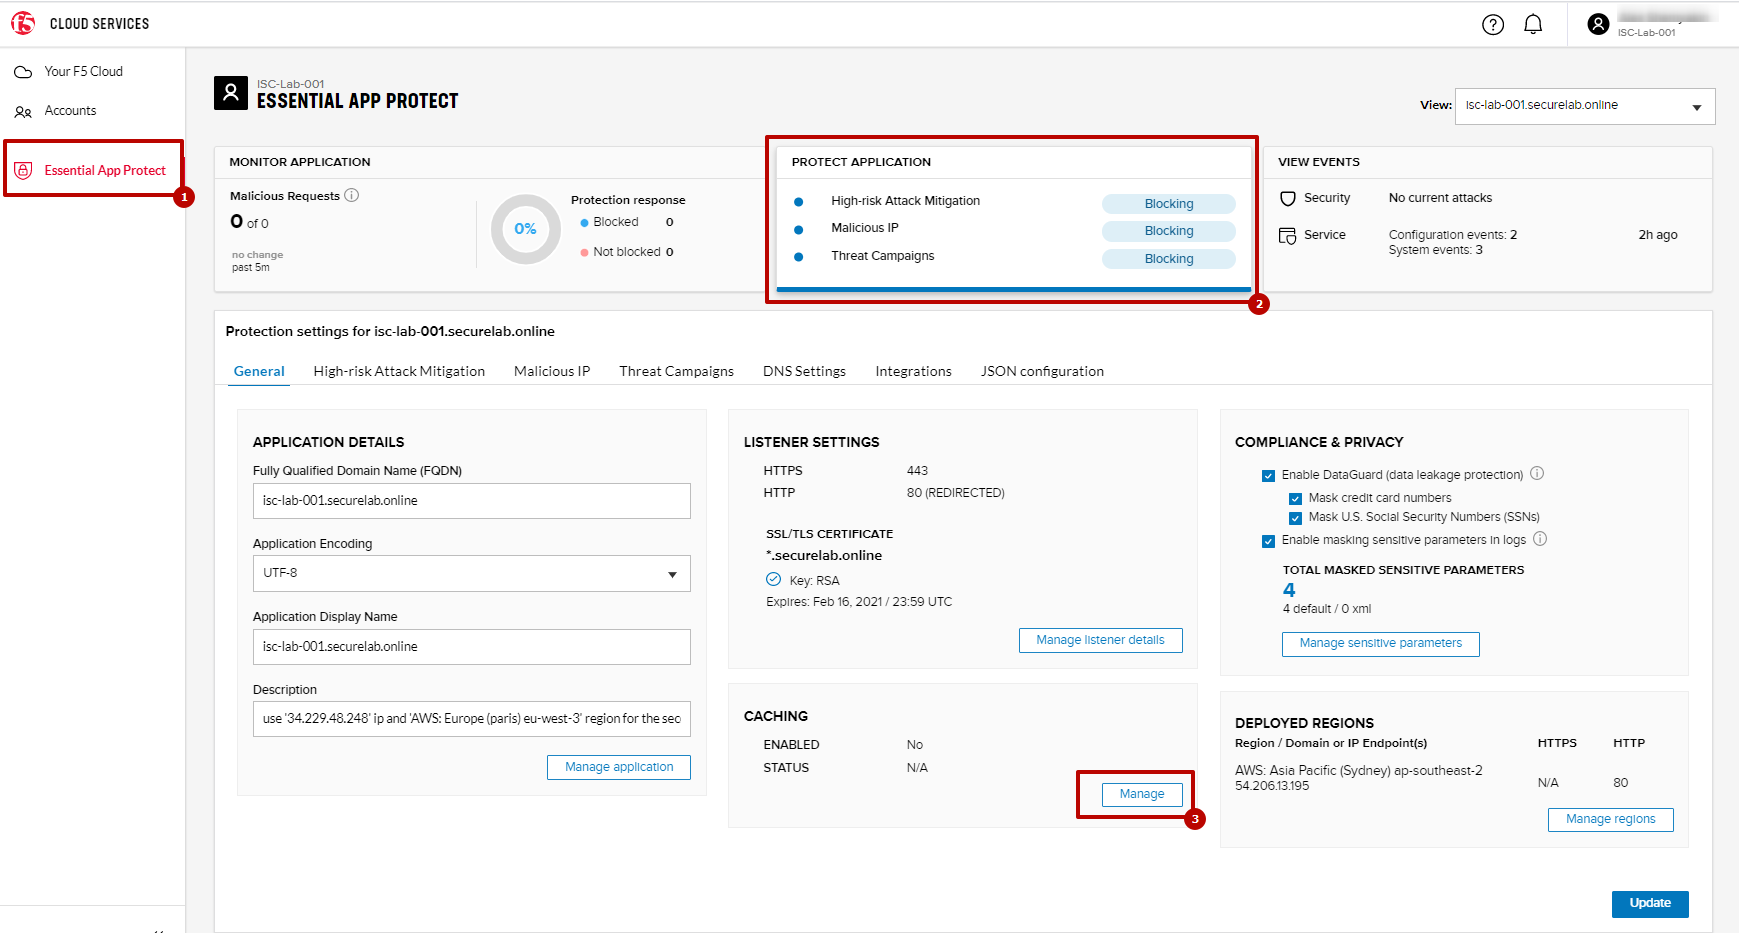 f5 CLOUD SERVICES
ISC-Lab-001
Your F5 Cloud
Accounts
Essential App Protect
1
ISC-Lab-001
ESSENTIAL APP PROTECT
View: isc-lab-001.securelab.online
MONITOR APPLICATION
Malicious Requests
0 of 0
no change
past 5m
0%
Protection response
Blocked 0
Not blocked 0
PROTECT APPLICATION
High-risk Attack Mitigation Blocking
Malicious IP Blocking
Threat Campaigns Blocking
2
VIEW EVENTS
Security No current attacks
Service Configuration events: 2 2h ago
System events: 3
Protection settings for isc-lab-001.securelab.online
General High-risk Attack Mitigation Malicious IP Threat Campaigns DNS Settings Integrations JSON configuration
APPLICATION DETAILS
Fully Qualified Domain Name (FQDN)
isc-lab-001.securelab.online
Application Encoding
UTF-8
Application Display Name
isc-lab-001.securelab.online
Description
use '34.229.48.248' ip and 'AWS: Europe (paris) eu-west-3' region for the sec
Manage application
LISTENER SETTINGS
HTTPS 443
HTTP 80 (REDIRECTED)
SSL/TLS CERTIFICATE
*.securelab.online
Key: RSA
Expires: Feb 16, 2021 / 23:59 UTC
Manage listener details
CACHING
ENABLED No
STATUS N/A
Manage
3
COMPLIANCE & PRIVACY
Enable DataGuard (data leakage protection)
Mask credit card numbers
Mask U.S. Social Security Numbers (SSNs)
Enable masking sensitive parameters in logs
TOTAL MASKED SENSITIVE PARAMETERS
4
4 default / 0 xml
Manage sensitive parameters
DEPLOYED REGIONS
Region / Domain or IP Endpoint(s) HTTPS HTTP
AWS: Asia Pacific (Sydney) ap-southeast-2
54.206.13.195 N/A 80
Manage regions
Update